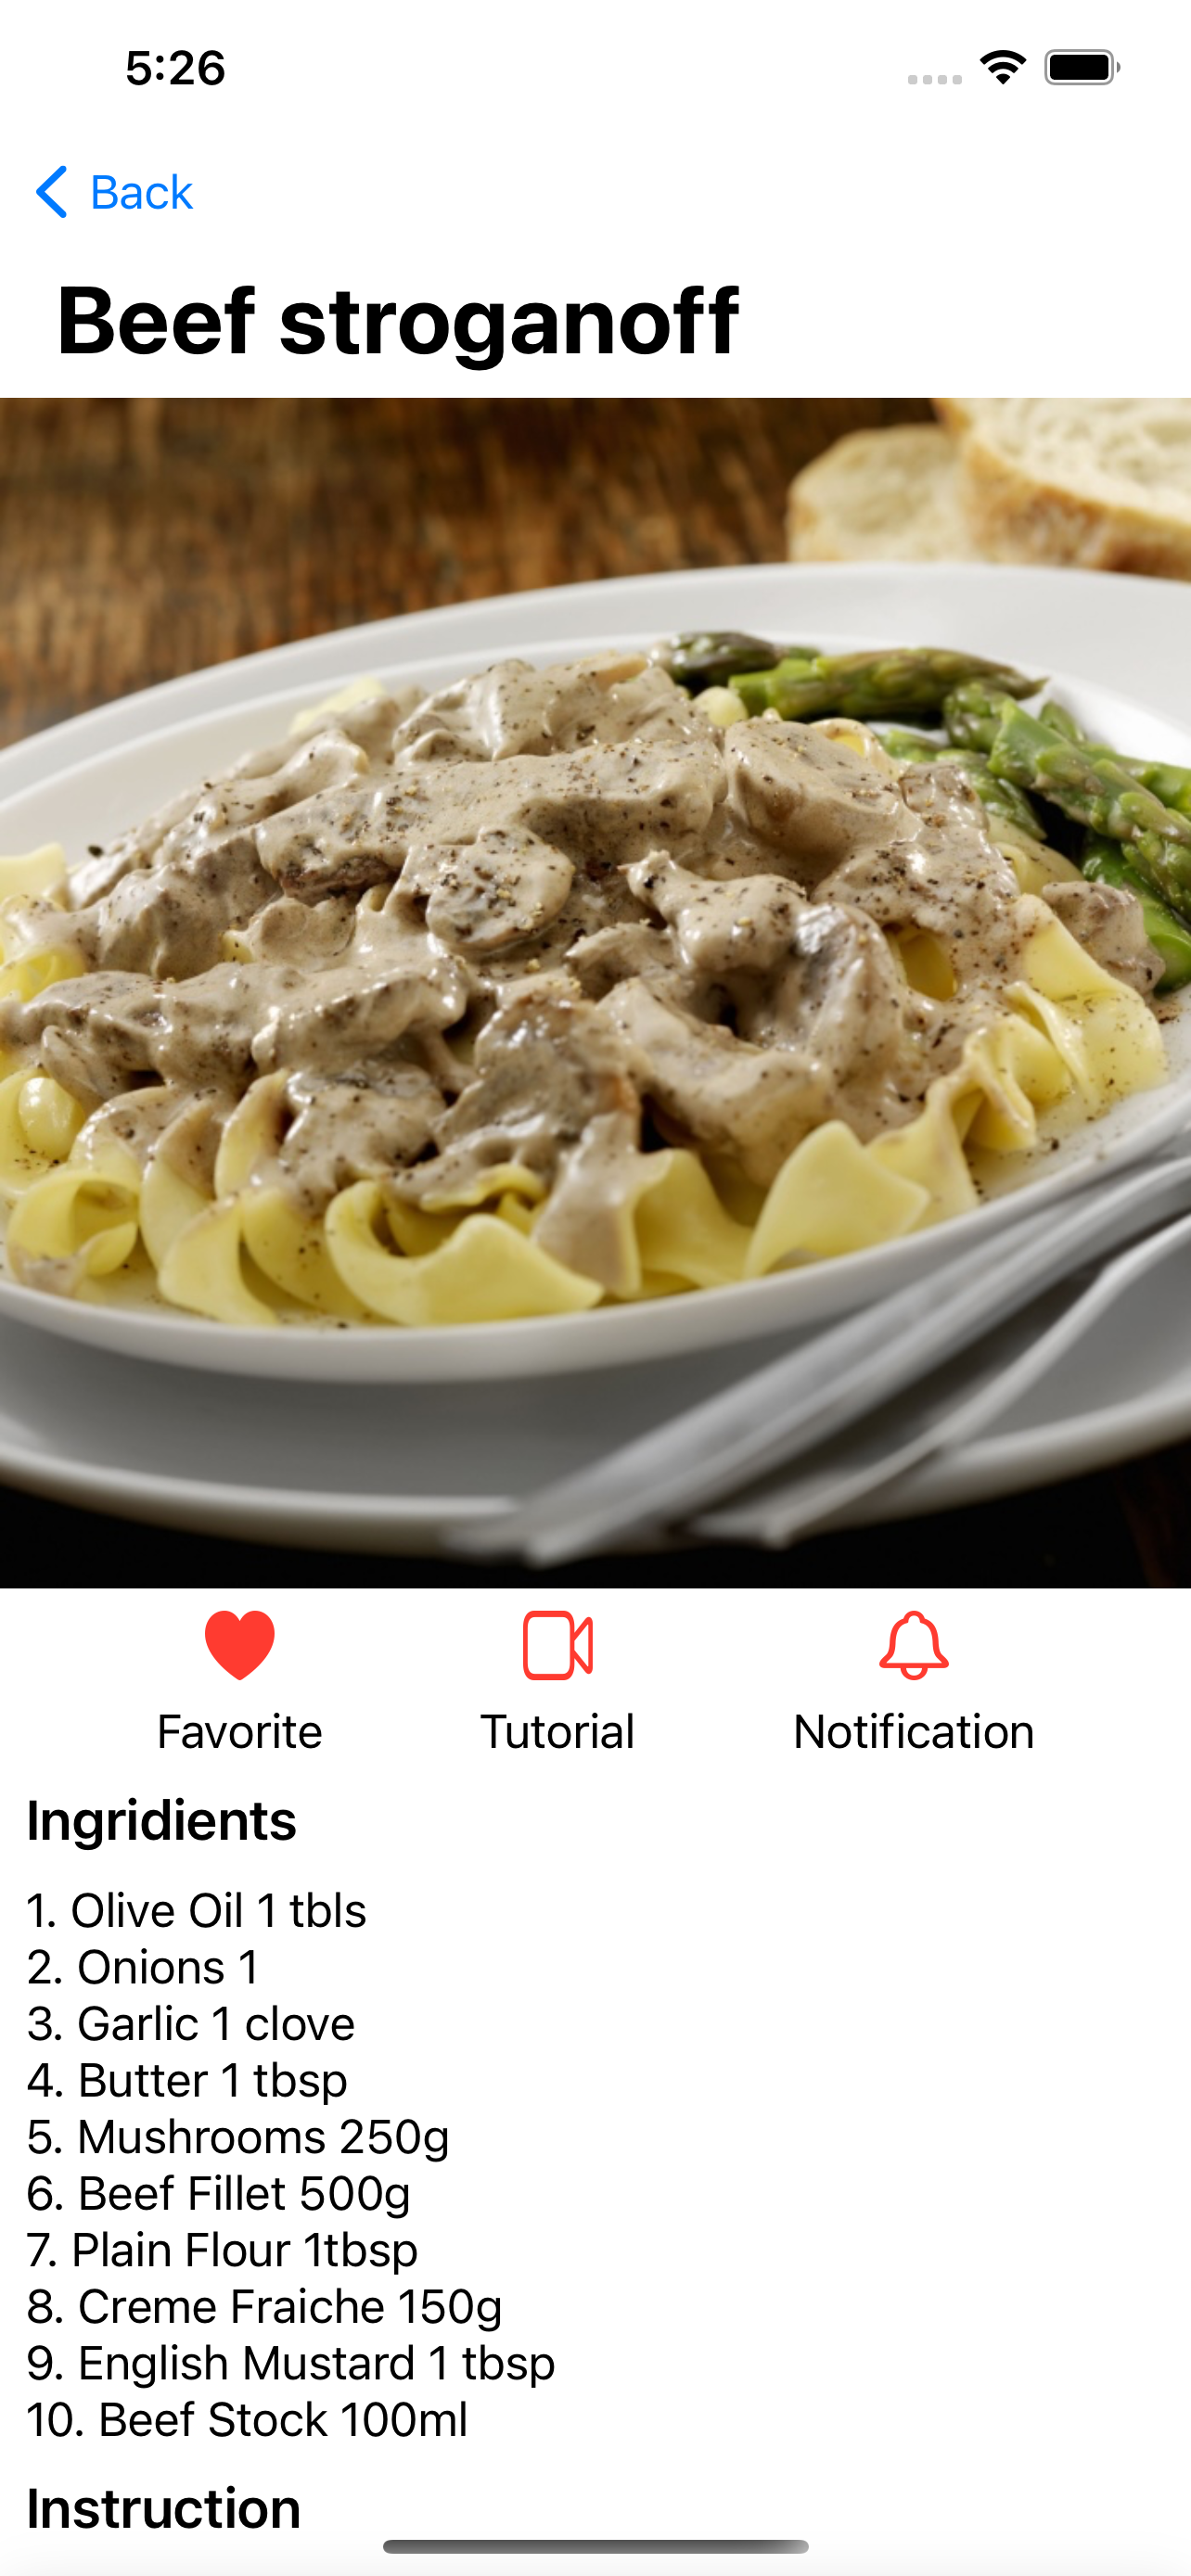 5:26
Back
Beef stroganoff
Favorite Tutorial Notification
Ingridients
1. Olive Oil 1 tbls
2. Onions 1
3. Garlic 1 clove
4. Butter 1 tbsp
5. Mushrooms 250g
6. Beef Fillet 500g
7. Plain Flour 1tbsp
8. Creme Fraiche 150g
9. English Mustard 1 tbsp
10. Beef Stock 100ml
Instruction